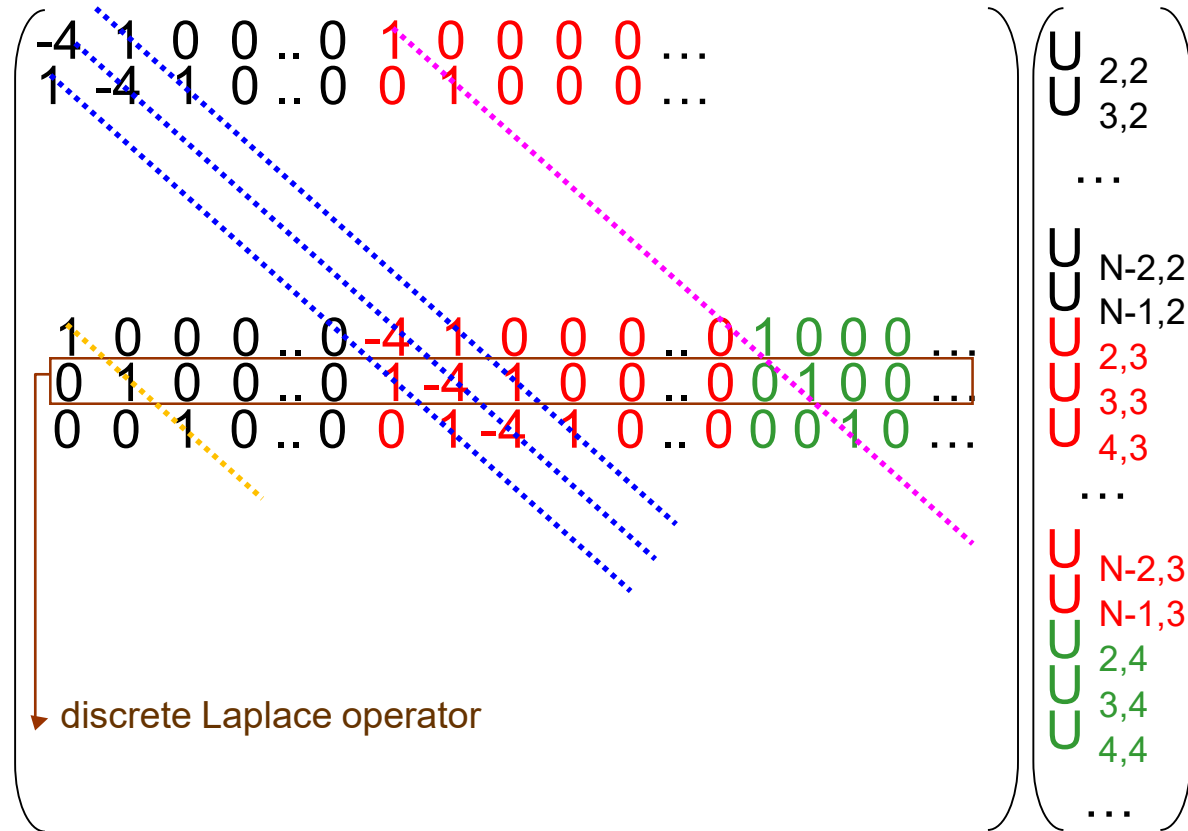 -4 1 0 0 .. 0 1 0 0 0 0 ...
1 -4 1 0 .. 0 0 1 0 0 0 ...
1 0 0 0 .. 0 -4 1 0 0 0 .. 0 1 0 0 0 ...
0 1 0 0 .. 0 1 -4 1 0 0 .. 0 0 1 0 0 ...
0 0 1 0 .. 0 0 1 -4 1 0 .. 0 0 0 1 0 ...
discrete Laplace operator
U 2,2
U 3,2
...
U N-2,2
U N-1,2
U 2,3
U 3,3
U 4,3
...
U N-2,3
U N-1,3
U 2,4
U 3,4
U 4,4
...